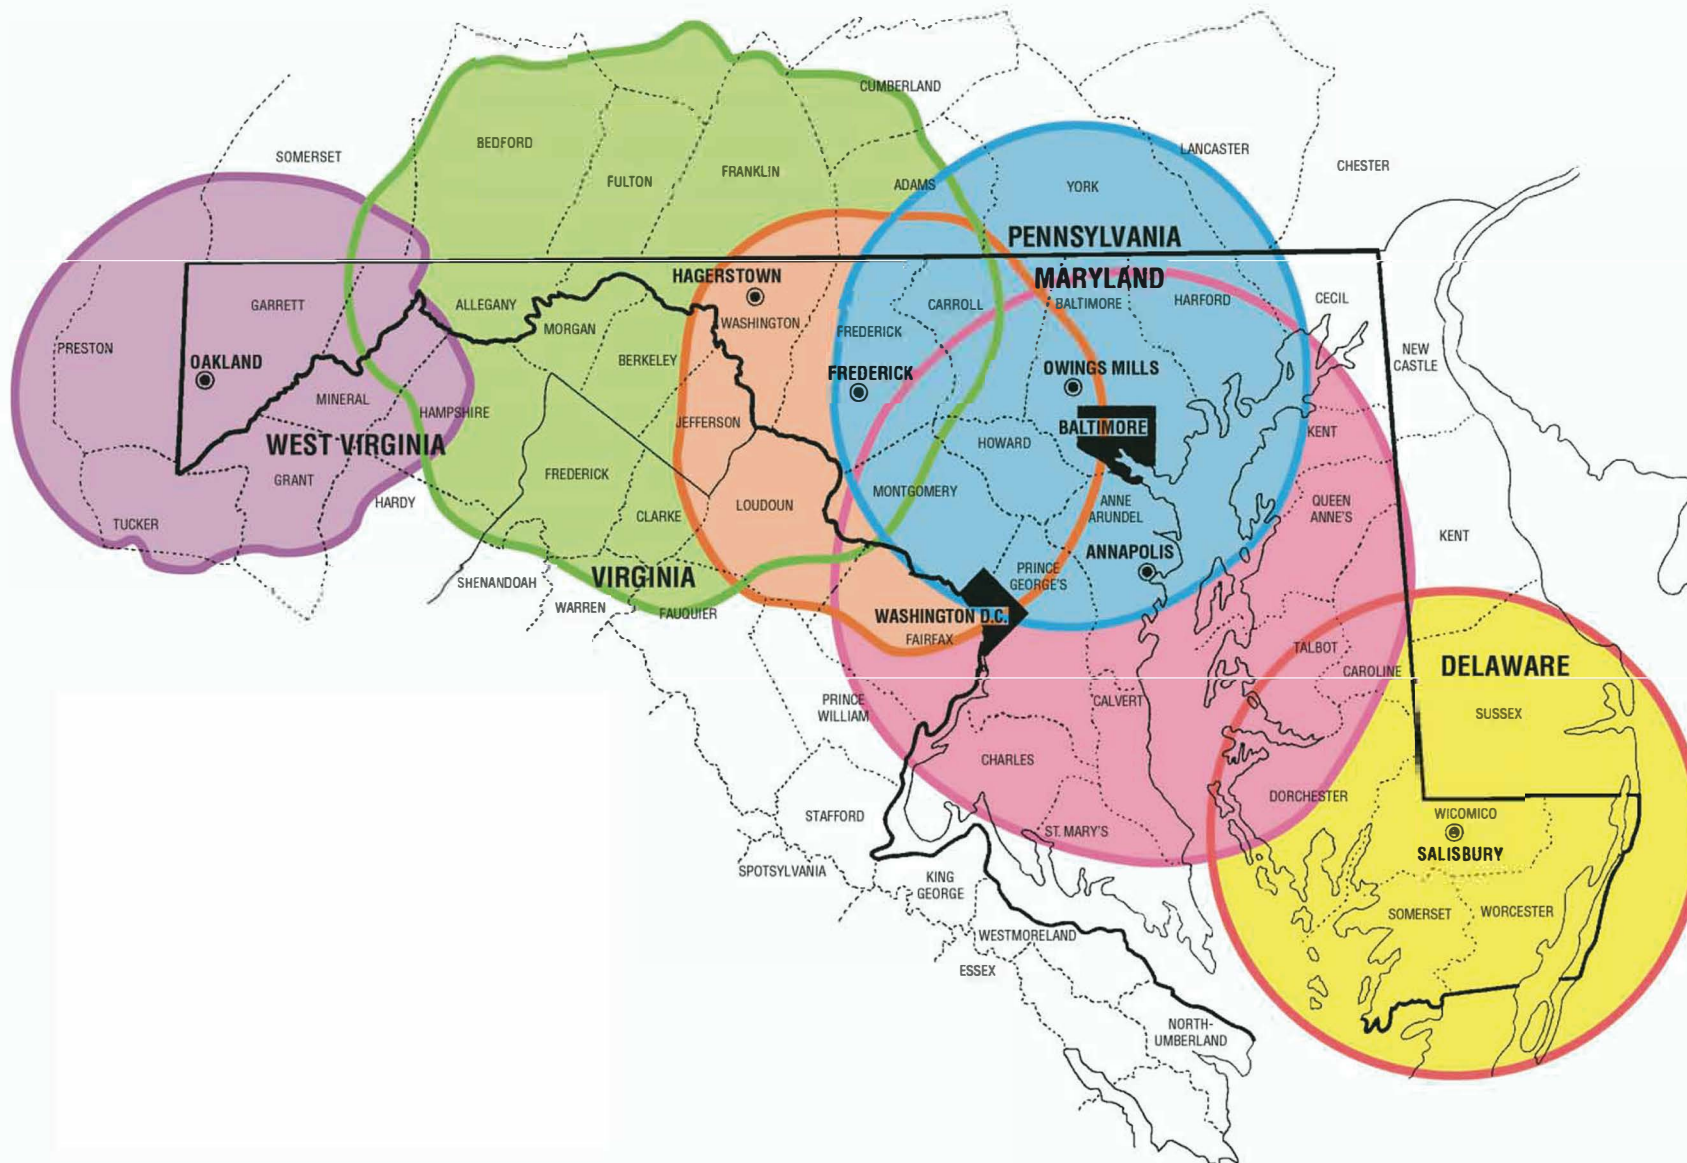 CUMBERLAND
BEDFORD
LANCASTER
SOMERSET
CHESTER
FRANKLIN
FULTON
ADAMS
YORK
PENNSYLVANIA
HAGERSTOWN
MARYLAND
GARRETT
ALLEGANY
CARROLL
BALTIMORE
HARFORD
CECIL
MORGAN
WASHINGTON
FREDERICK
PRESTON
OAKLAND
BERKELEY
NEW
CASTLE
FREDERICK
OWINGS MILLS
MINERAL
HAMPSHIRE
JEFFERSON
BALTIMORE
KENT
WEST VIRGINIA
HOWARD
GRANT
FREDERICK
MONTGOMERY
HARDY
LOUDOUN
ANNE
ARUNDEL
QUEEN
ANNE'S
TUCKER
CLARKE
KENT
ANNAPOLIS
SHENANDOAH
VIRGINIA
PRINCE
GEORGE'S
WARREN
FAUQUIER
WASHINGTON D.C.
FAIRFAX
TALBOT
CAROLINE
DELAWARE
PRINCE
WILLIAM
CALVERT
SUSSEX
CHARLES
DORCHESTER
STAFFORD
ST. MARY'S
WICOMICO
SALISBURY
SPOTSYLVANIA
KING
GEORGE
SOMERSET
WORCESTER
WESTMORELAND
ESSEX
NORTH-
UMBERLAND